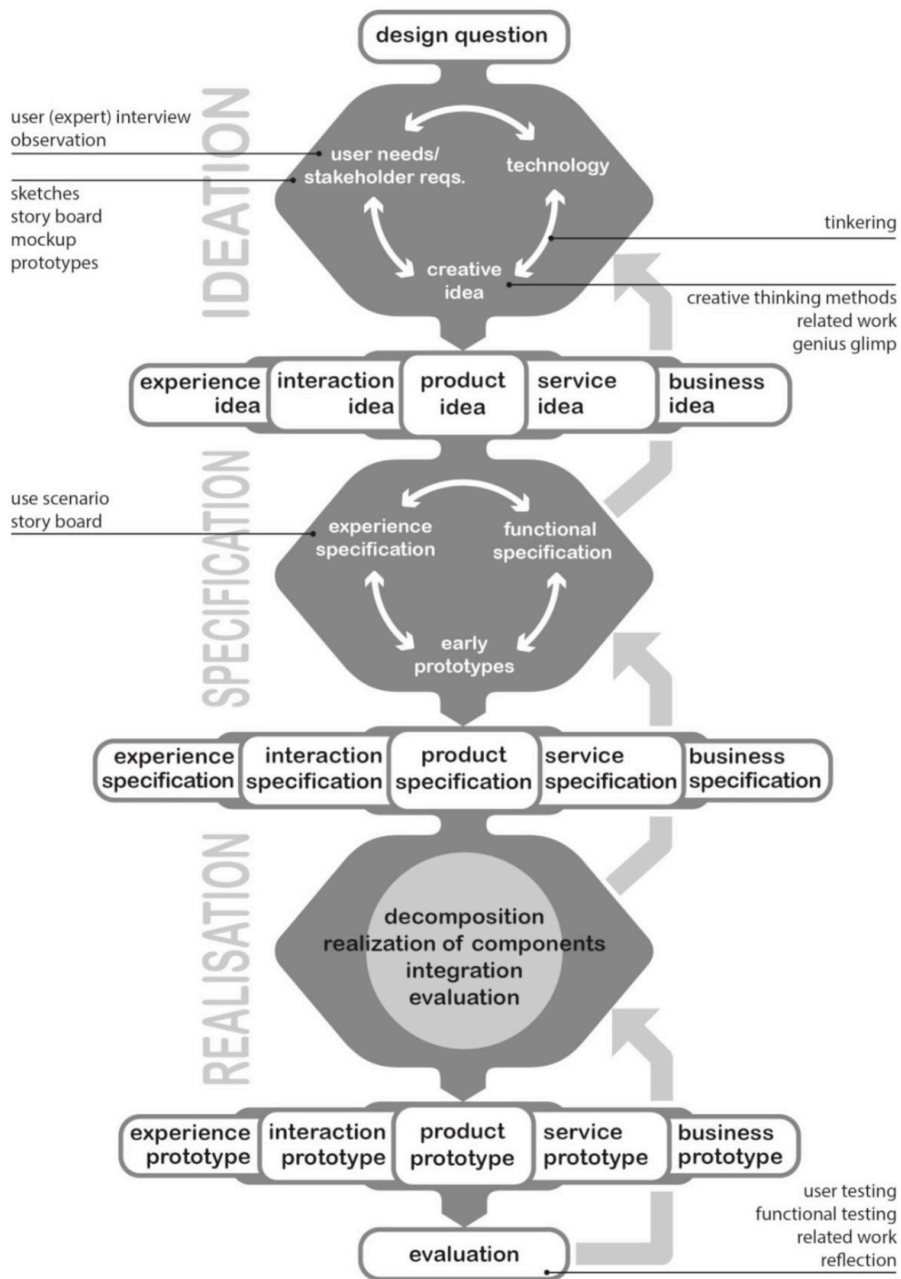 design question
IDEATION
user (expert) interview
observation
user needs/
stakeholder reqs.
technology
sketches
story board
mockup
prototypes
tinkering
creative
idea
creative thinking methods
related work
genius glimp
experience
idea
interaction
idea
product
idea
service
idea
business
idea
SPECIFICATION
use scenario
story board
experience
specification
functional
specification
early
prototypes
experience
specification
interaction
specification
product
specification
service
specification
business
specification
REALISATION
decomposition
realization of components
integration
evaluation
experience
prototype
interaction
prototype
product
prototype
service
prototype
business
prototype
evaluation
user testing
functional testing
related work
reflection